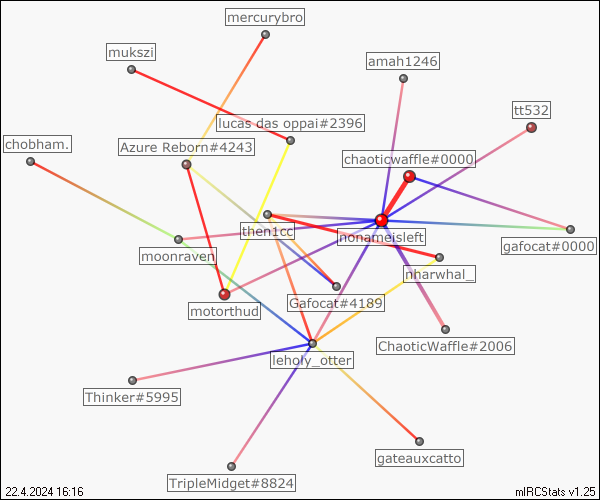 mercurybro
mukszi
amah1246
tt532
lucas das oppai#2396
chobham.
Azure Reborn#4243
chaoticwaffle#0000
then1cc
nonameisleft
gafocat#0000
moonraven
nharwhal_
Gafocat#4189
motorthud
ChaoticWaffle#2006
leholy_otter
Thinker#5995
gateauxcatto
TripleMidget#8824
22.4.2024 16:16
mIRCStats v1.25